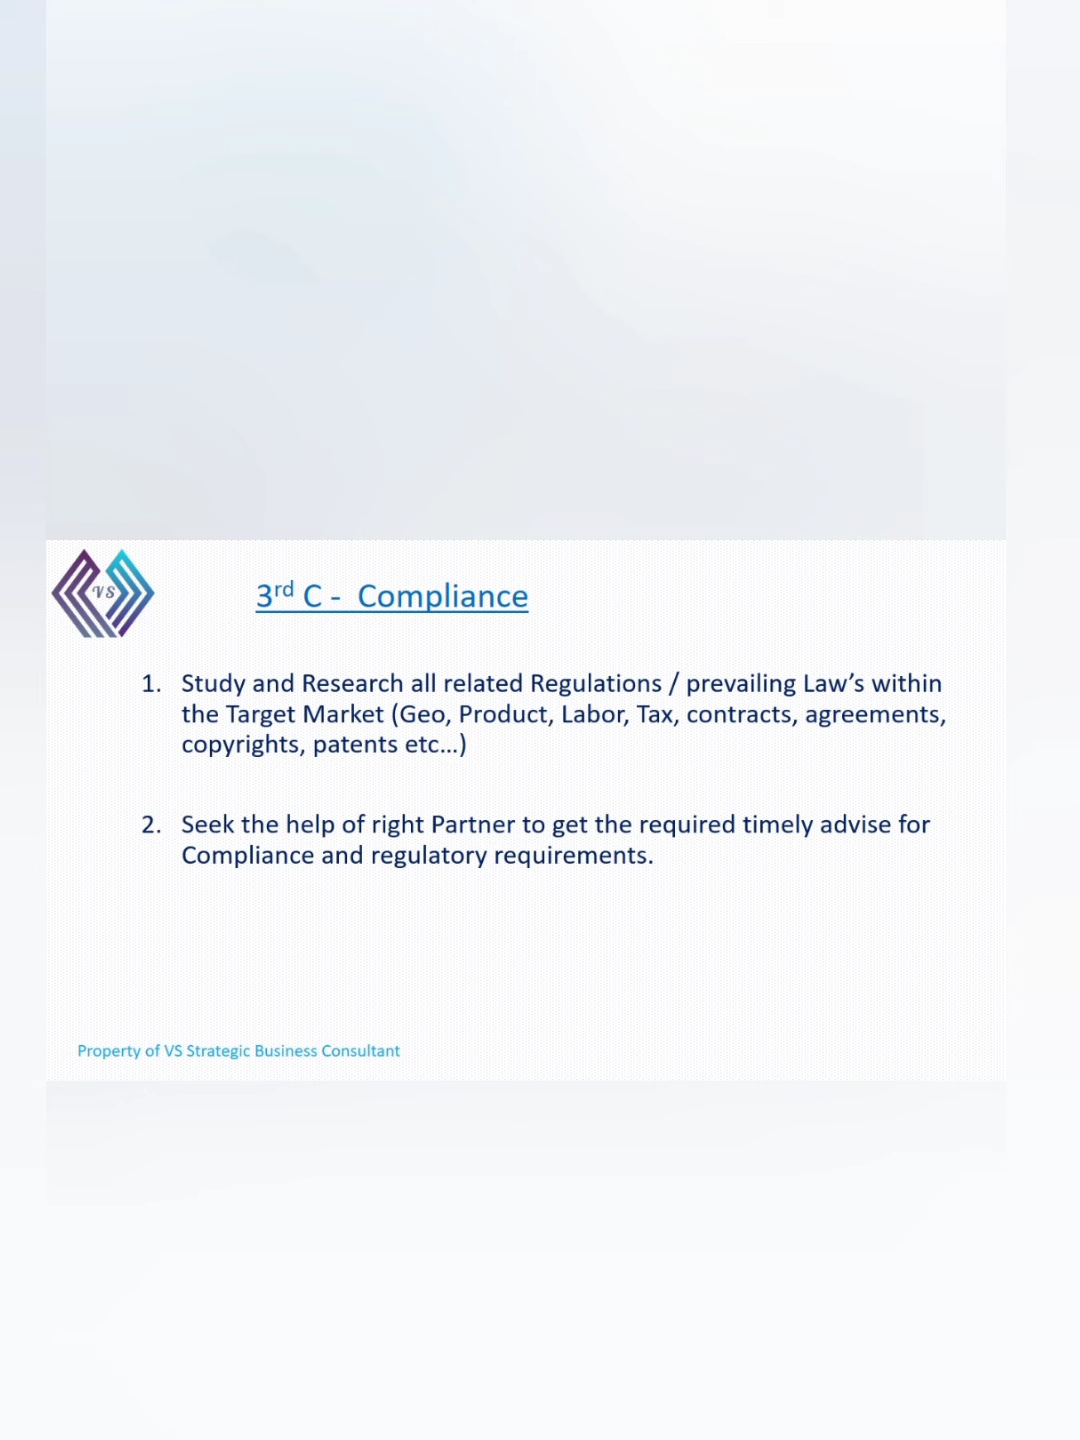 VS
3rd C - Compliance
1. Study and Research all related Regulations / prevailing Law’s within
the Target Market (Geo, Product, Labor, Tax, contracts, agreements,
copyrights, patents etc...)
2. Seek the help of right Partner to get the required timely advise for
Compliance and regulatory requirements.
Property of VS Strategic Business Consultant